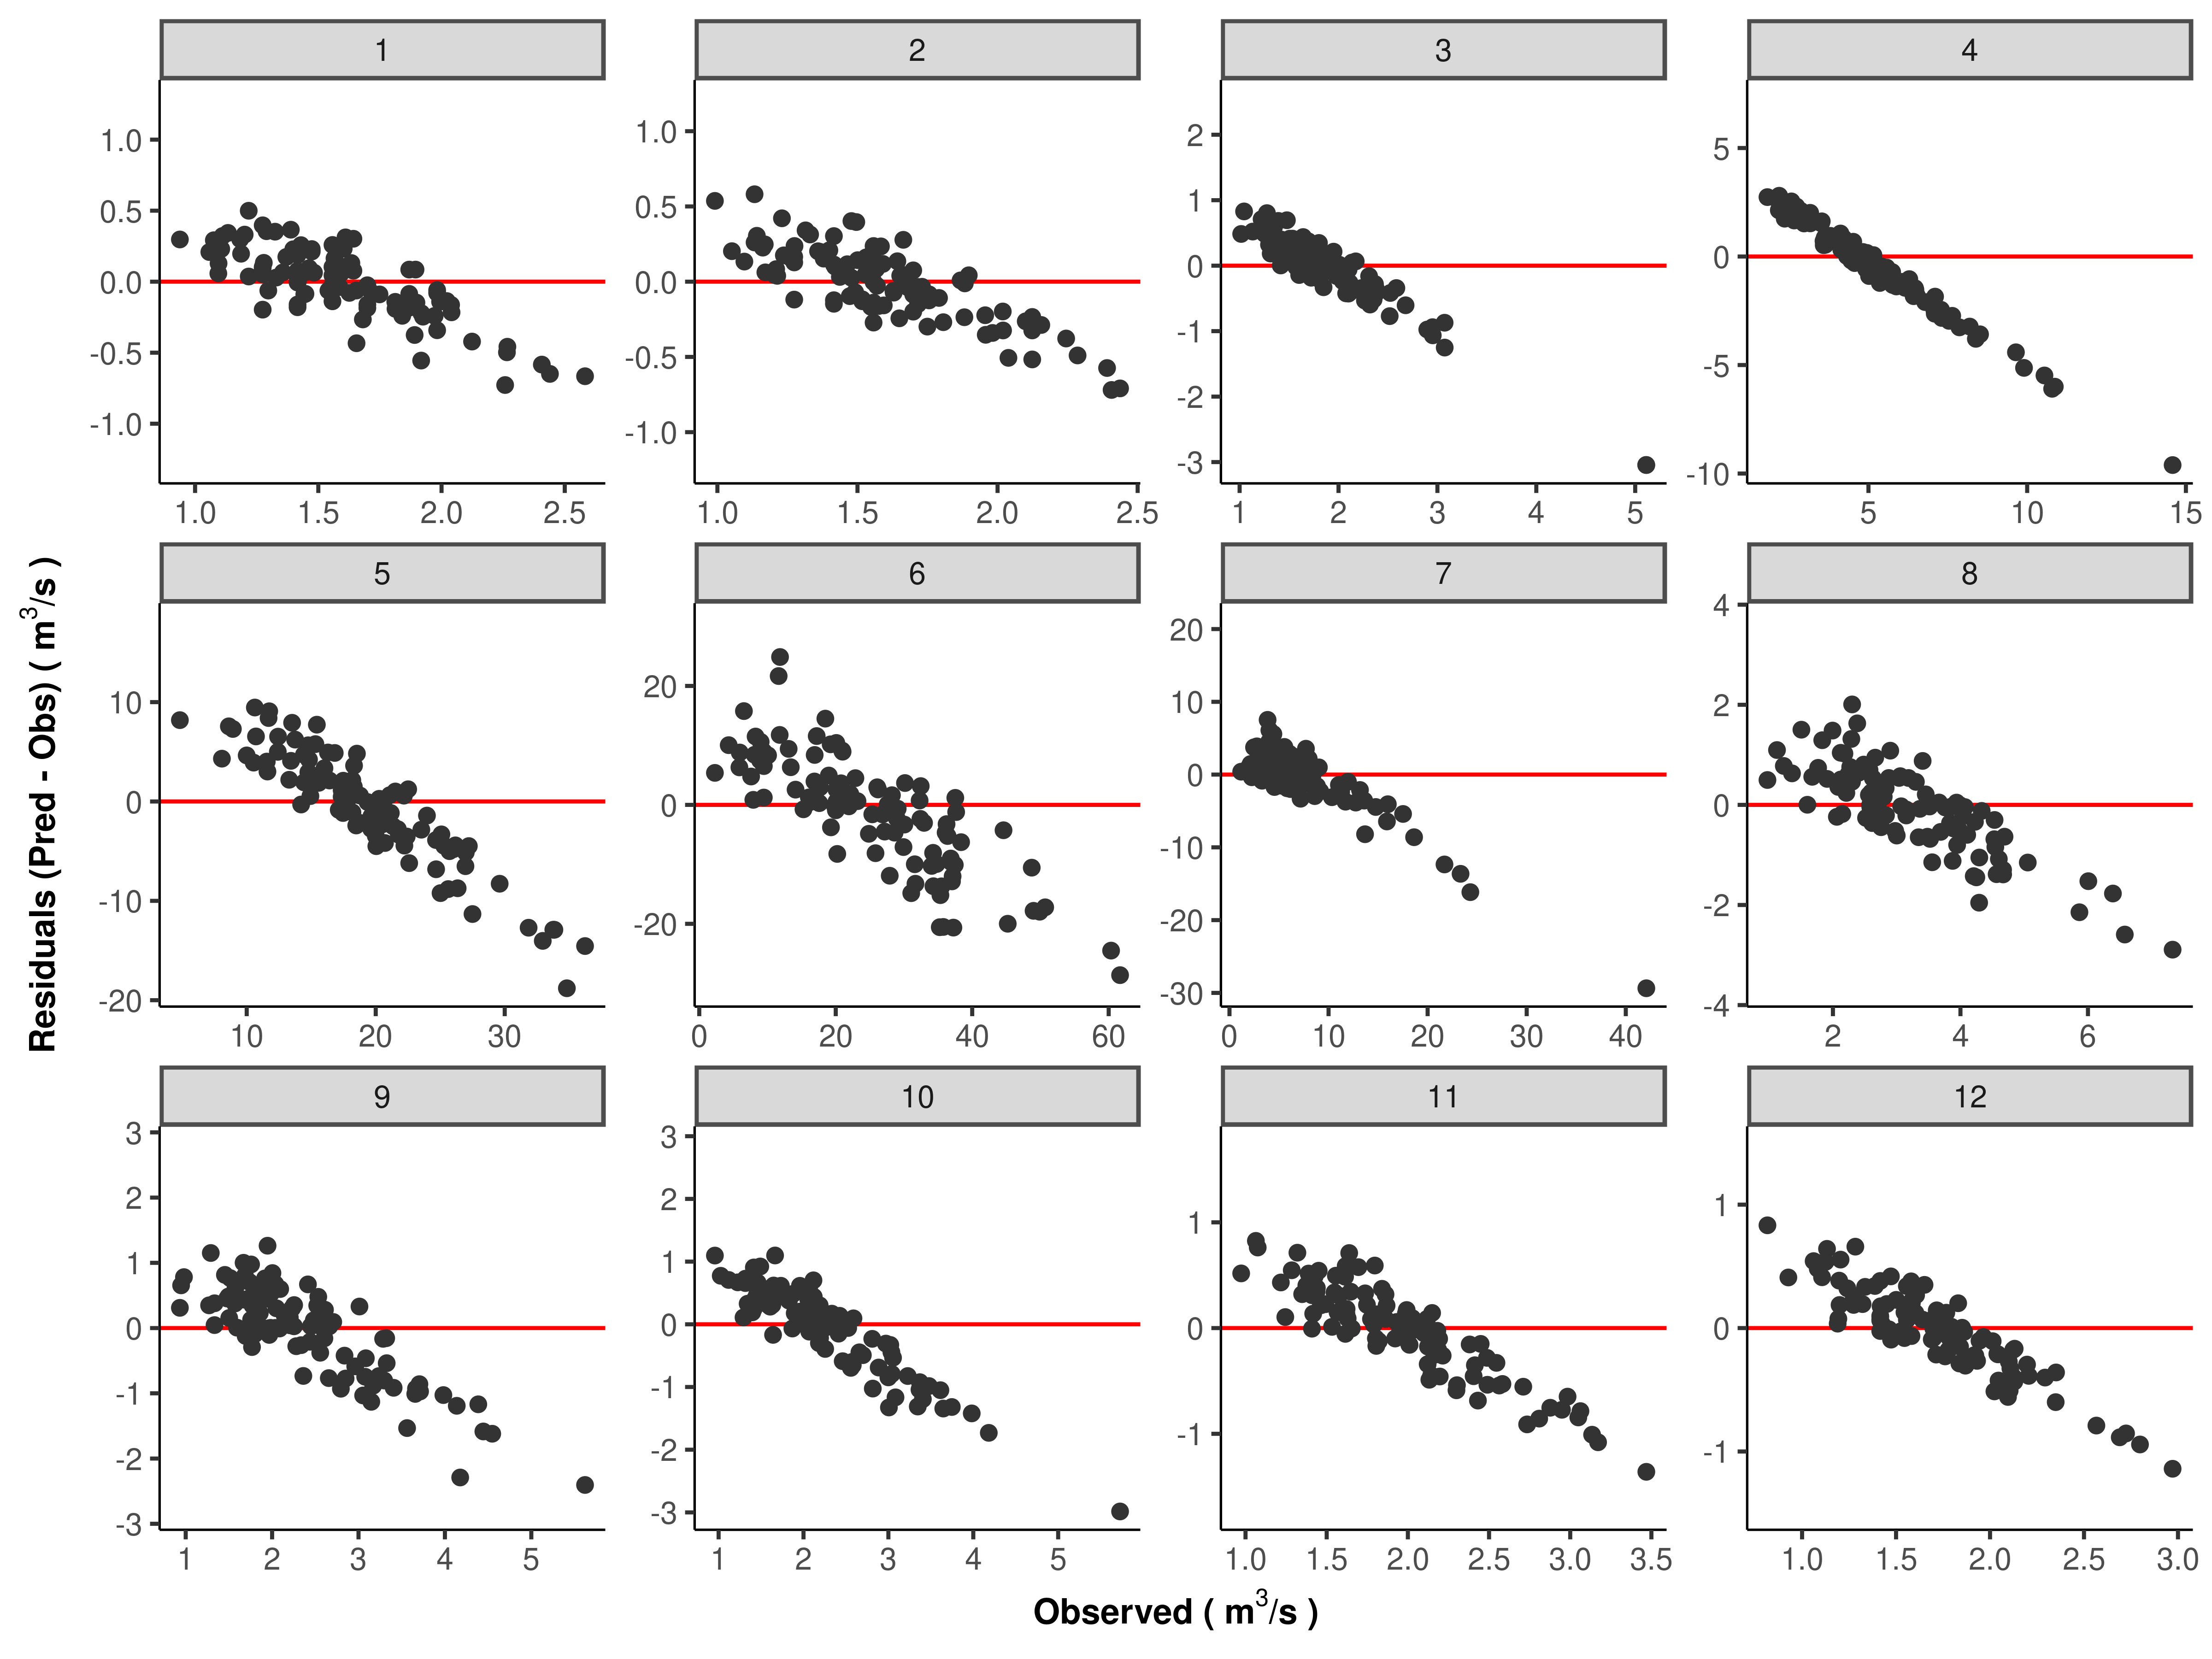 1 2 3 4
1.0 0.5 0.0 -0.5 -1.0
1.0 0.5 0.0 -0.5 -1.0
2 1 0 -1 -2 -3
5 0 -5 -10
1.0 1.5 2.0 2.5
1.0 1.5 2.0 2.5
1 2 3 4 5
5 10 15
5 6 7 8
10 0 -10 -20
20 0 -20
20 10 0 -10 -20 -30
4 2 0 -2 -4
10 20 30
0 20 40 60
0 10 20 30 40
2 4 6
9 10 11 12
3 2 1 0 -1 -2 -3
3 2 1 0 -1 -2 -3
1 0 -1
1 0 -1
1 2 3 4 5
1 2 3 4 5
1.0 1.5 2.0 2.5 3.0 3.5
1.0 1.5 2.0 2.5 3.0
Residuals (Pred - Obs) ( m³/s )
Observed ( m³/s )